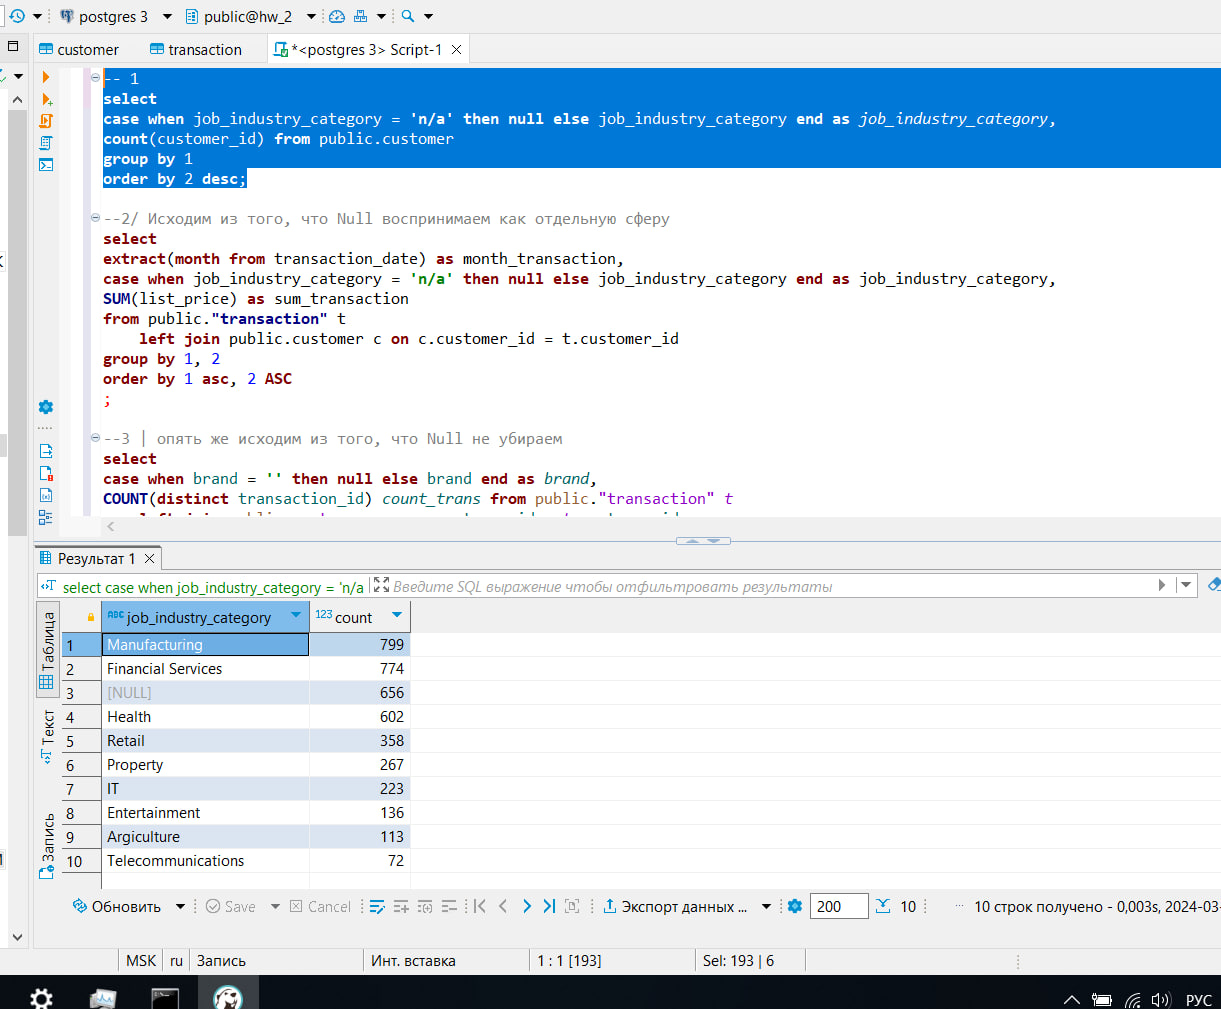 postgres 3 public@hw_2
customer transaction *<postgres 3> Script-1
-- 1
select
case when job_industry_category = 'n/a' then null else job_industry_category end as job_industry_category,
count(customer_id) from public.customer
group by 1
order by 2 desc;
--2/ Исходим из того, что Null воспринимаем как отдельную сферу
select
extract(month from transaction_date) as month_transaction,
case when job_industry_category = 'n/a' then null else job_industry_category end as job_industry_category,
SUM(list_price) as sum_transaction
from public."transaction" t
left join public.customer c on c.customer_id = t.customer_id
group by 1, 2
order by 1 asc, 2 ASC
;
--3 | опять же исходим из того, что Null не убираем
select
case when brand = '' then null else brand end as brand,
COUNT(distinct transaction_id) count_trans from public."transaction" t
Результат 1
select case when job_industry_category = 'n/a Введите SQL выражение чтобы отфильтровать результаты
Таблица
Текст
Запись
ABC job_industry_category 123 count
1 Manufacturing 799
2 Financial Services 774
3 [NULL] 656
4 Health 602
5 Retail 358
6 Property 267
7 IT 223
8 Entertainment 136
9 Argiculture 113
10 Telecommunications 72
Обновить Save Cancel Экспорт данных ... 200 10 ... 10 строк получено - 0,003s, 2024-03-
MSK ru Запись Инт. вставка 1 : 1 [193] Sel: 193 | 6
РУС